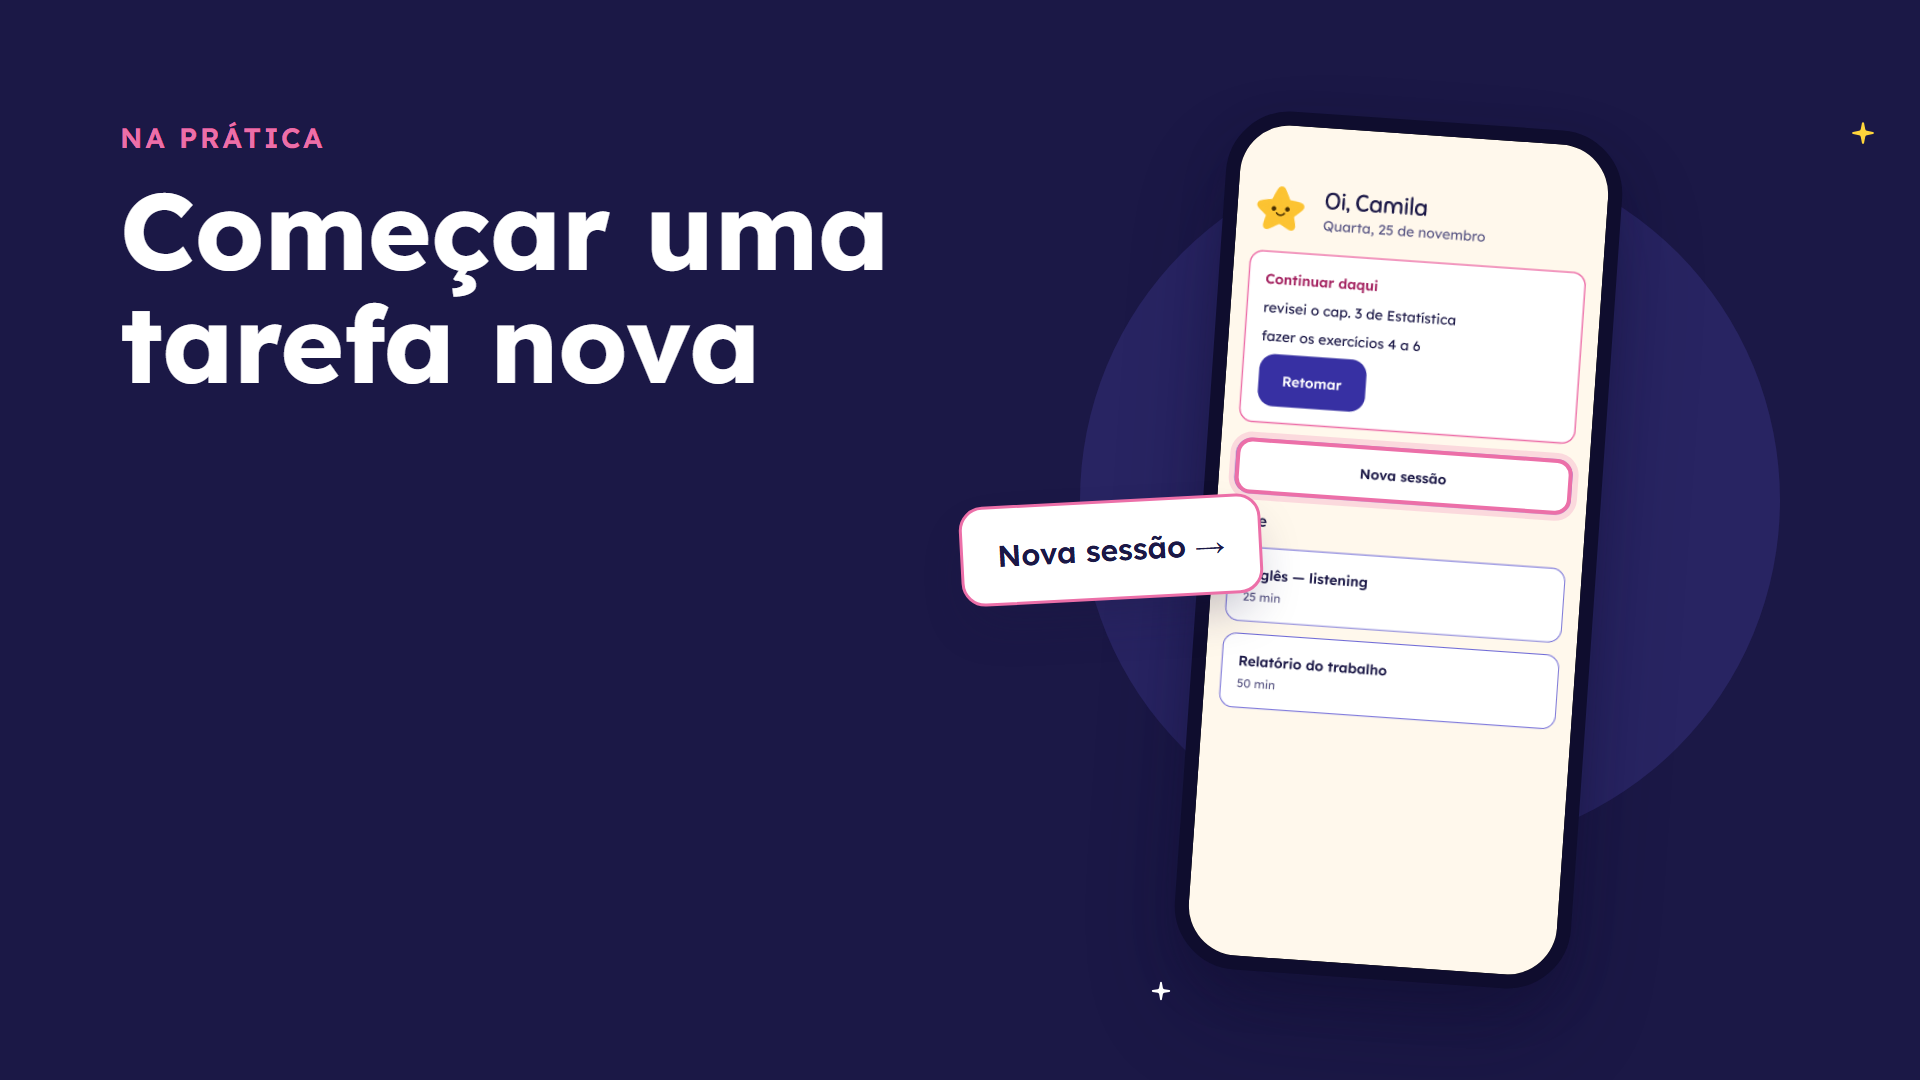 NA PRÁTICA
Começar uma
tarefa nova
Oi, Camila
Quarta, 25 de novembro
Continuar daqui
revisei o cap. 3 de Estatística
fazer os exercícios 4 a 6
Retomar
Nova sessão
Nova sessão →
— listening
25 min
Relatório do trabalho
50 min